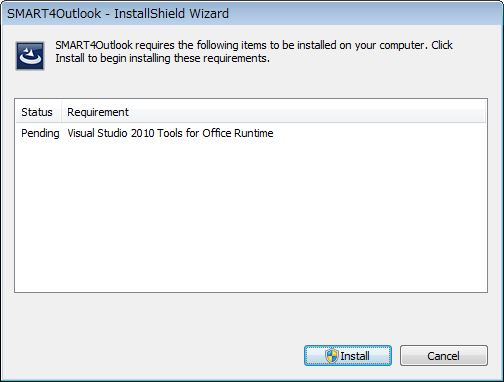 SMART4Outlook - InstallShield Wizard
SMART4Outlook requires the following items to be installed on your computer. Click
Install to begin installing these requirements.
Status Requirement
Pending Visual Studio 2010 Tools for Office Runtime
Install Cancel